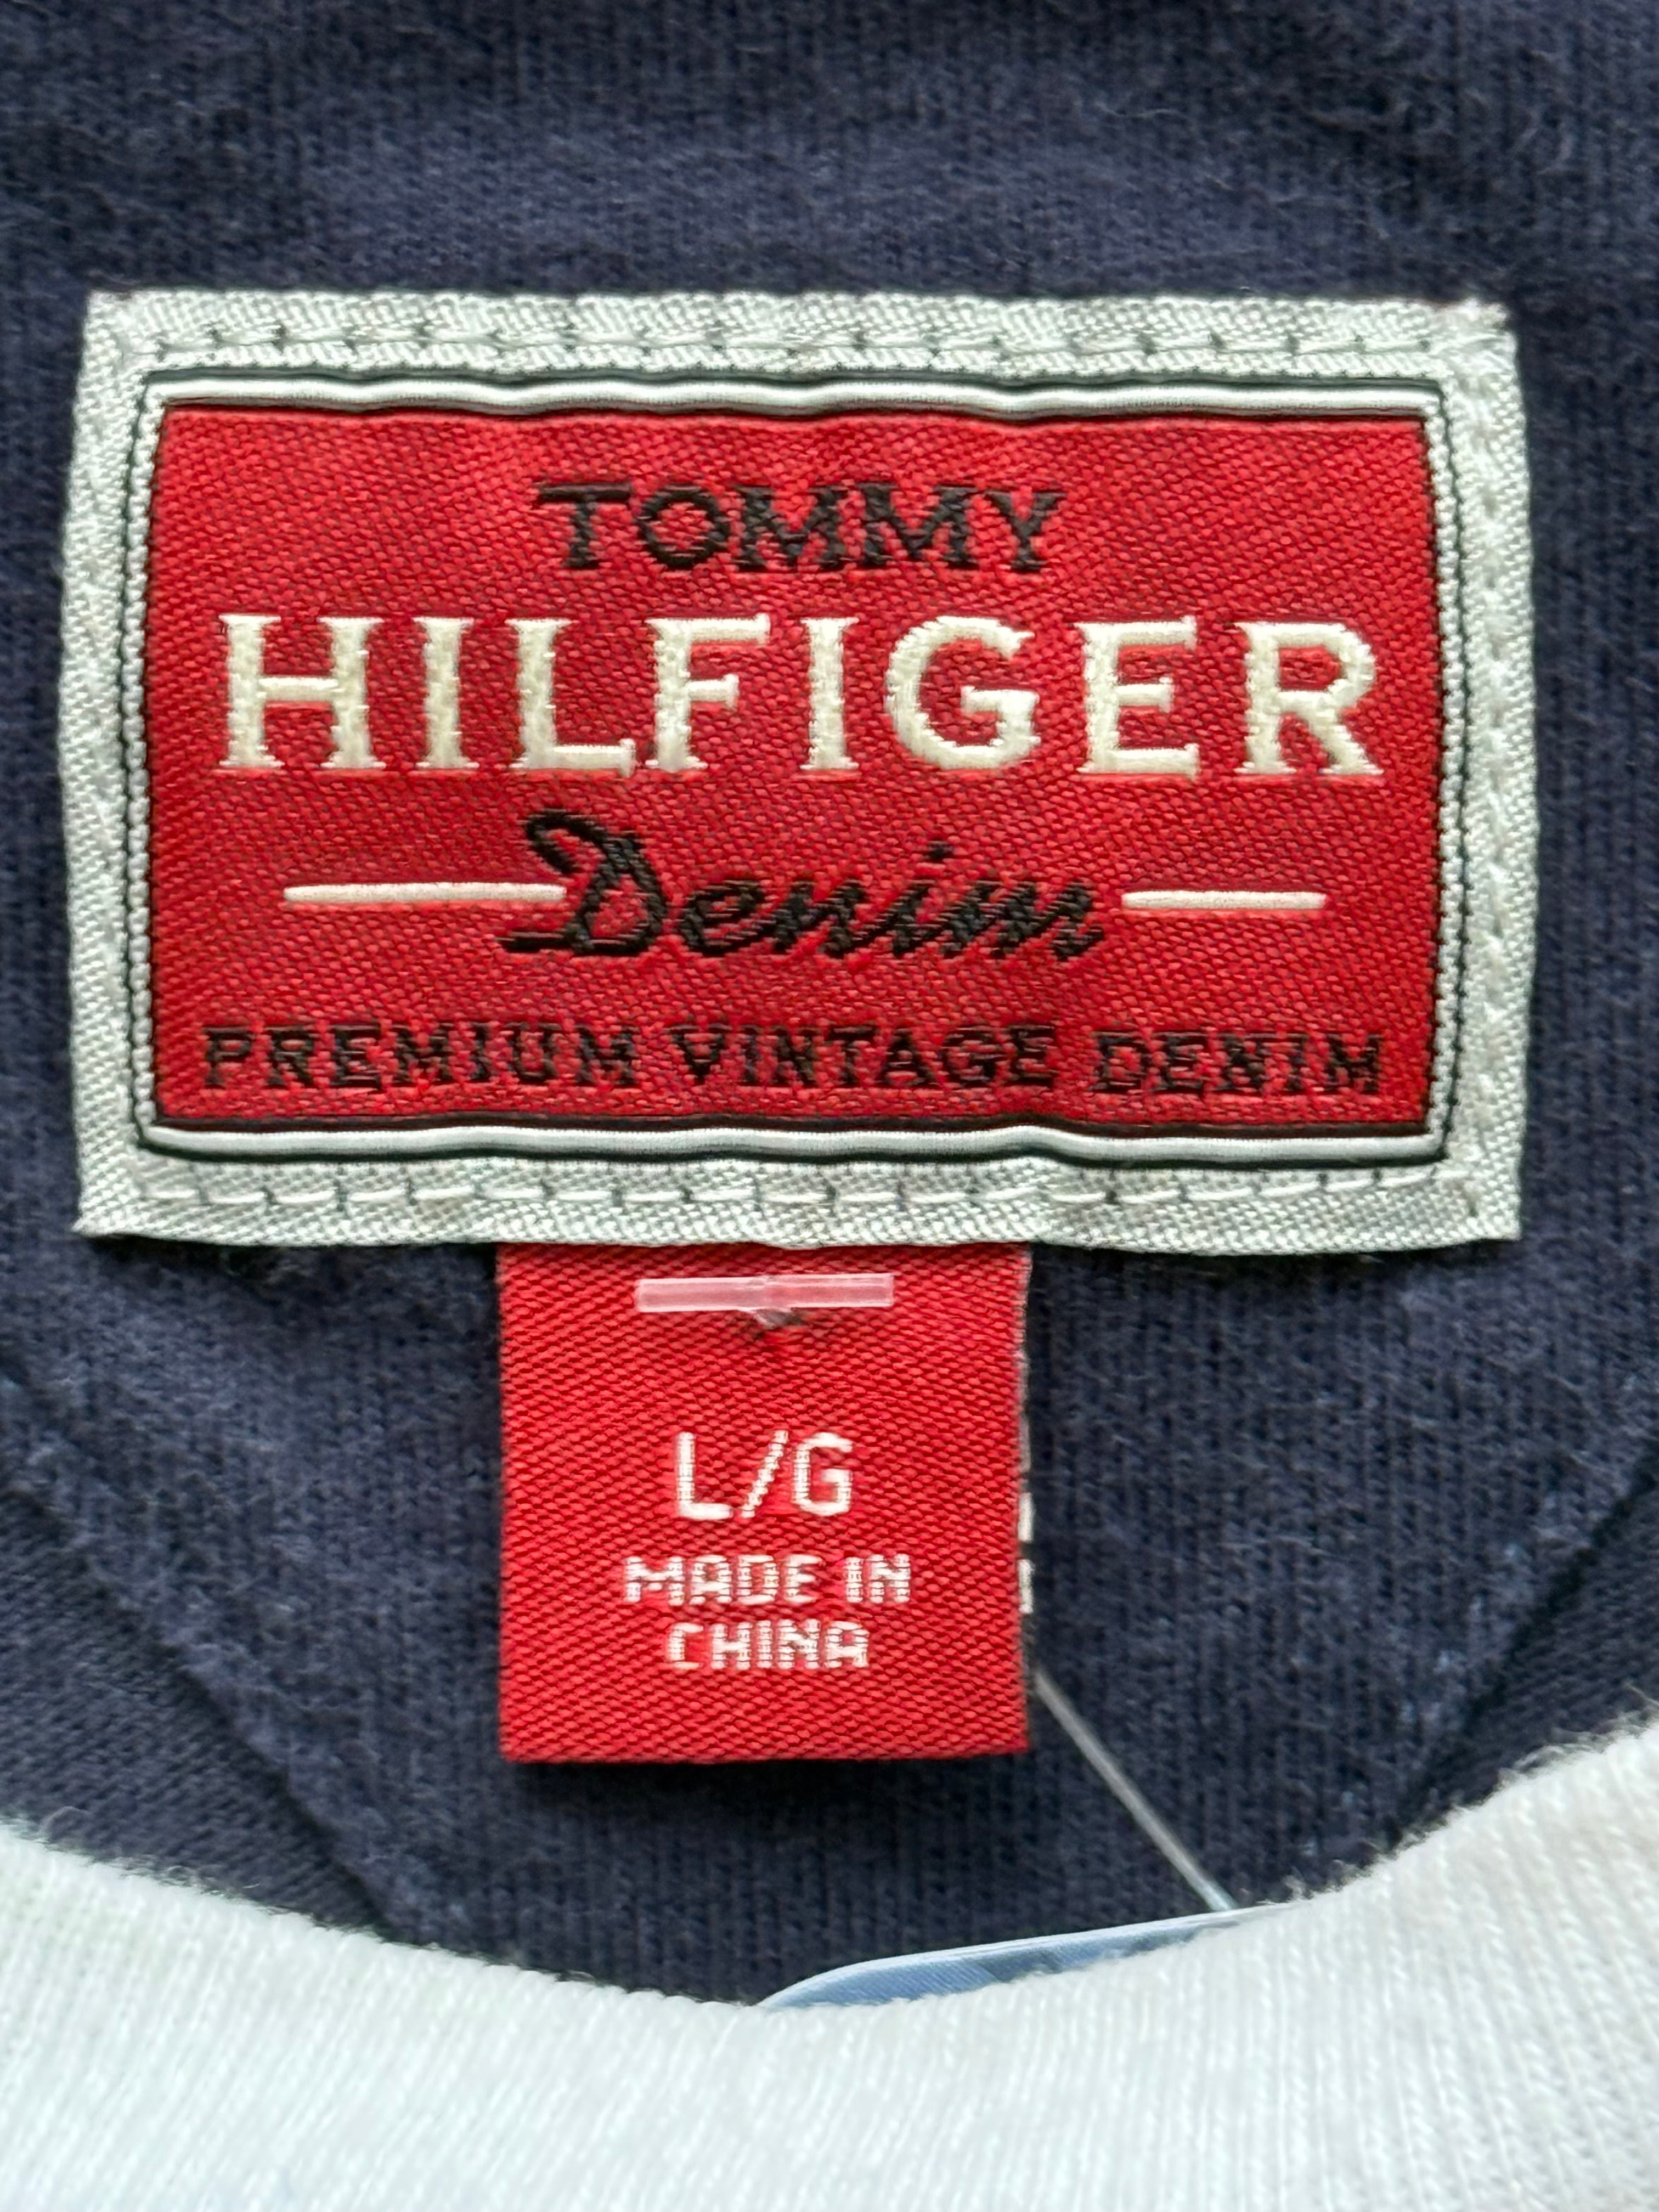 TOMMY
HILFIGER
Denim
PREMIUM VINTAGE DENIM
L/G
MADE IN
CHINA